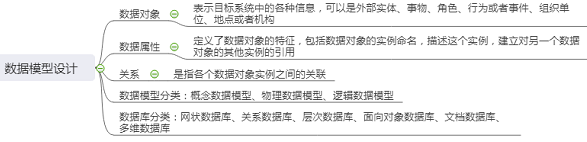 数据模型设计
数据对象
表示目标系统中的各种信息，可以是外部实体、事物、角色、行为或者事件、组织单
位、地点或者机构
数据属性
定义了数据对象的特征，包括数据对象的实例命名，描述这个实例，建立对另一个数据
对象的其他实例的引用
关系
是指各个数据对象实例之间的关联
数据模型分类：概念数据模型、物理数据模型、逻辑数据模型
数据库分类：网状数据库、关系数据库、层次数据库、面向对象数据库、文档数据库、
多维数据库